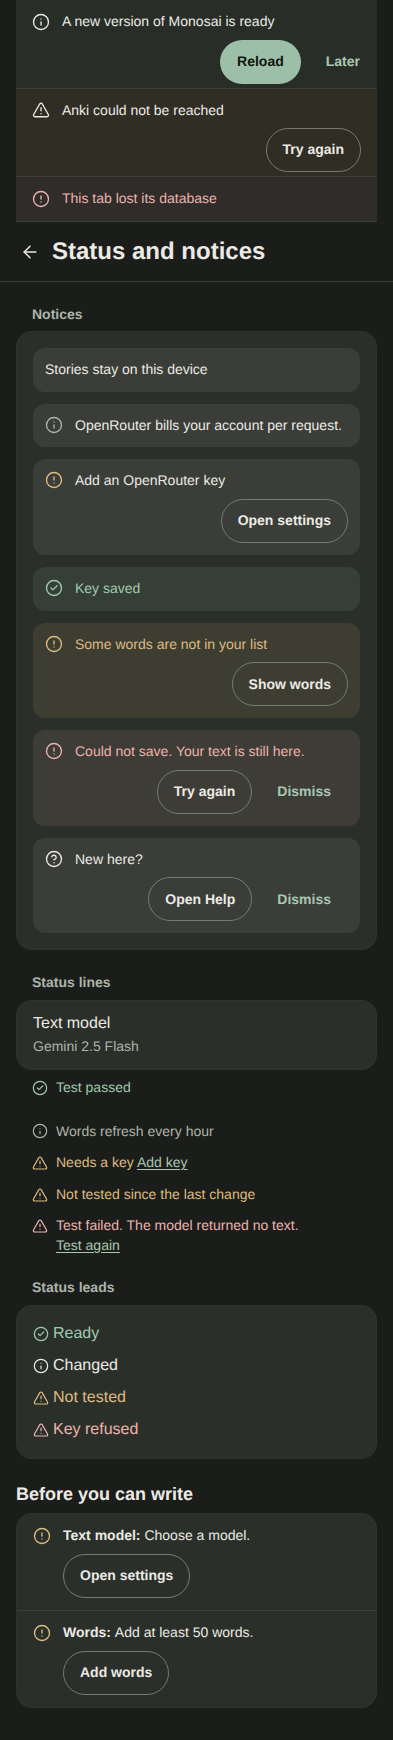 A new version of Monosai is ready
Reload
Later
Anki could not be reached
Try again
This tab lost its database
Status and notices
Notices
Stories stay on this device
OpenRouter bills your account per request.
Add an OpenRouter key
Open settings
Key saved
Some words are not in your list
Show words
Could not save. Your text is still here.
Try again
Dismiss
New here?
Open Help
Dismiss
Status lines
Text model
Gemini 2.5 Flash
Test passed
Words refresh every hour
Needs a key Add key
Not tested since the last change
Test failed. The model returned no text.
Test again
Status leads
Ready
Changed
Not tested
Key refused
Before you can write
Text model: Choose a model.
Open settings
Words: Add at least 50 words.
Add words